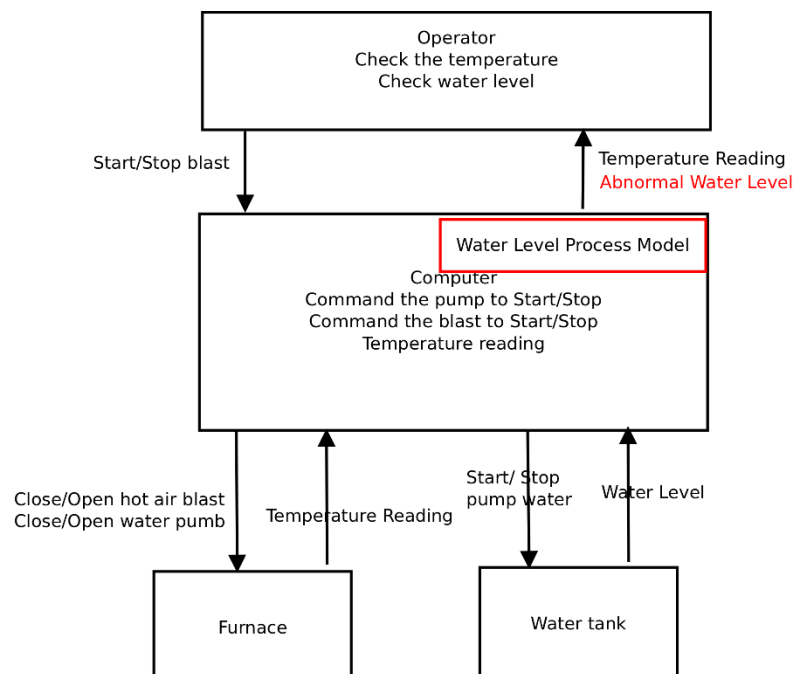 Operator
Check the temperature
Check water level
Start/Stop blast
Temperature Reading
Abnormal Water Level
Water Level Process Model
Computer
Command the pump to Start/Stop
Command the blast to Start/Stop
Temperature reading
Close/Open hot air blast
Close/Open water pumb
Temperature Reading
Start/ Stop
pump water
Water Level
Furnace
Water tank